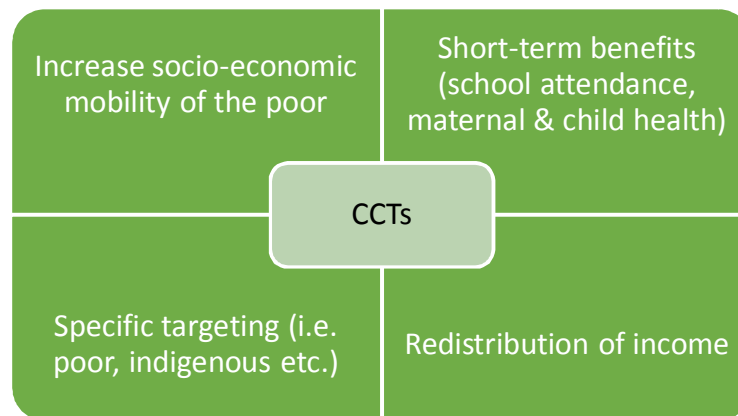 Increase socio-economic
mobility of the poor
Short-term benefits
(school attendance,
maternal & child health)
CCTs
Specific targeting (i.e.
poor, indigenous etc.)
Redistribution of income